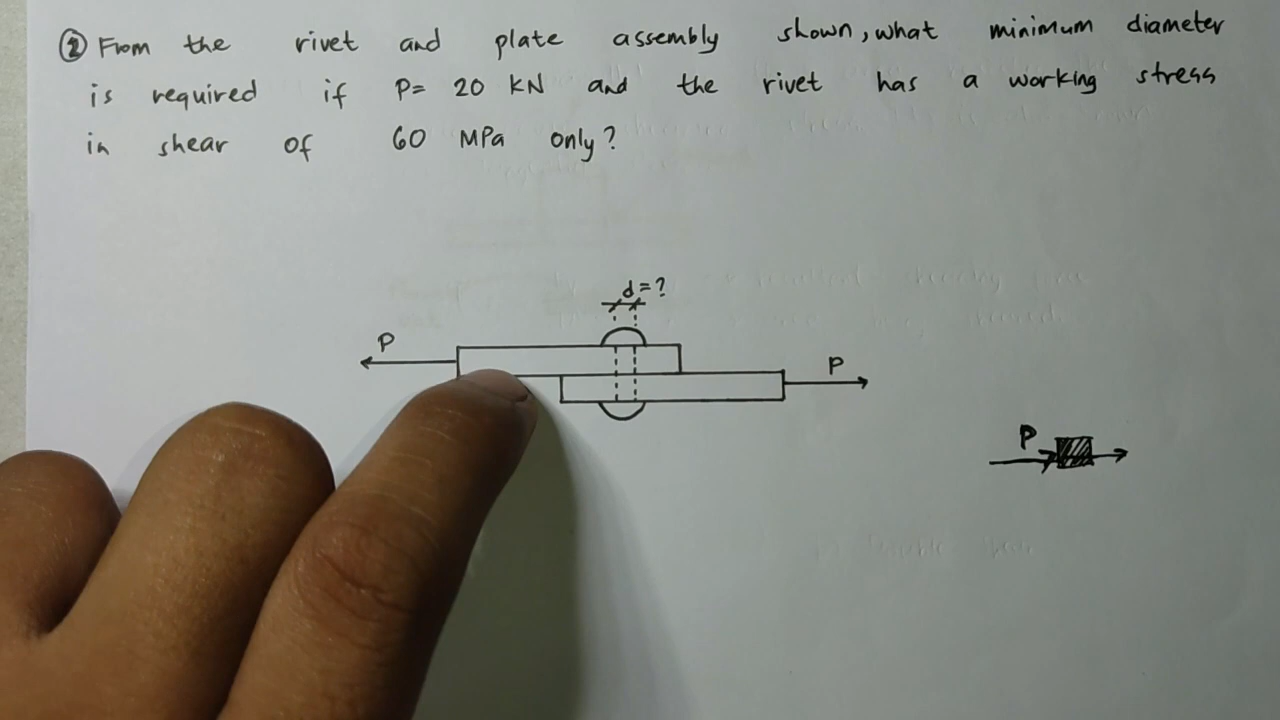 ② From the rivet and plate assembly shown, what minimum diameter
is required if P= 20 KN and the rivet has a working stress
in shear of 60 MPa only?
d=?
P
P
P